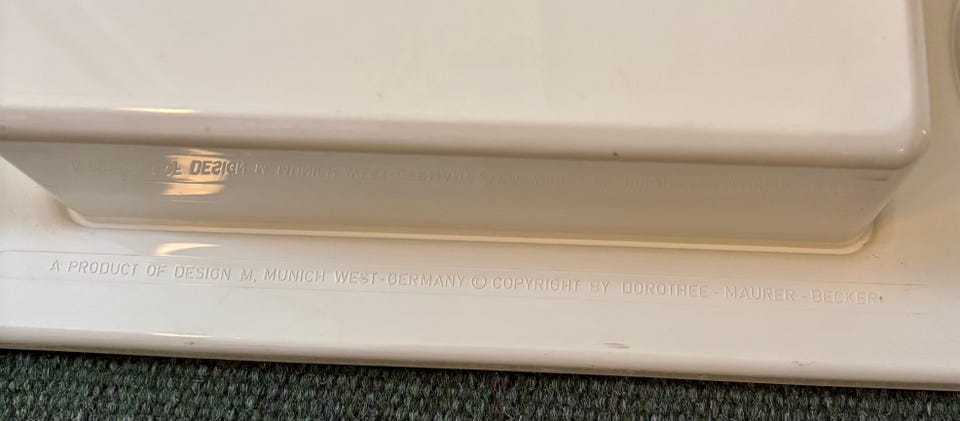 A PRODUCT OF DESIGN M, MUNICH WEST-GERMANY © COPYRIGHT BY DOROTHEE-MAURER-BECKER